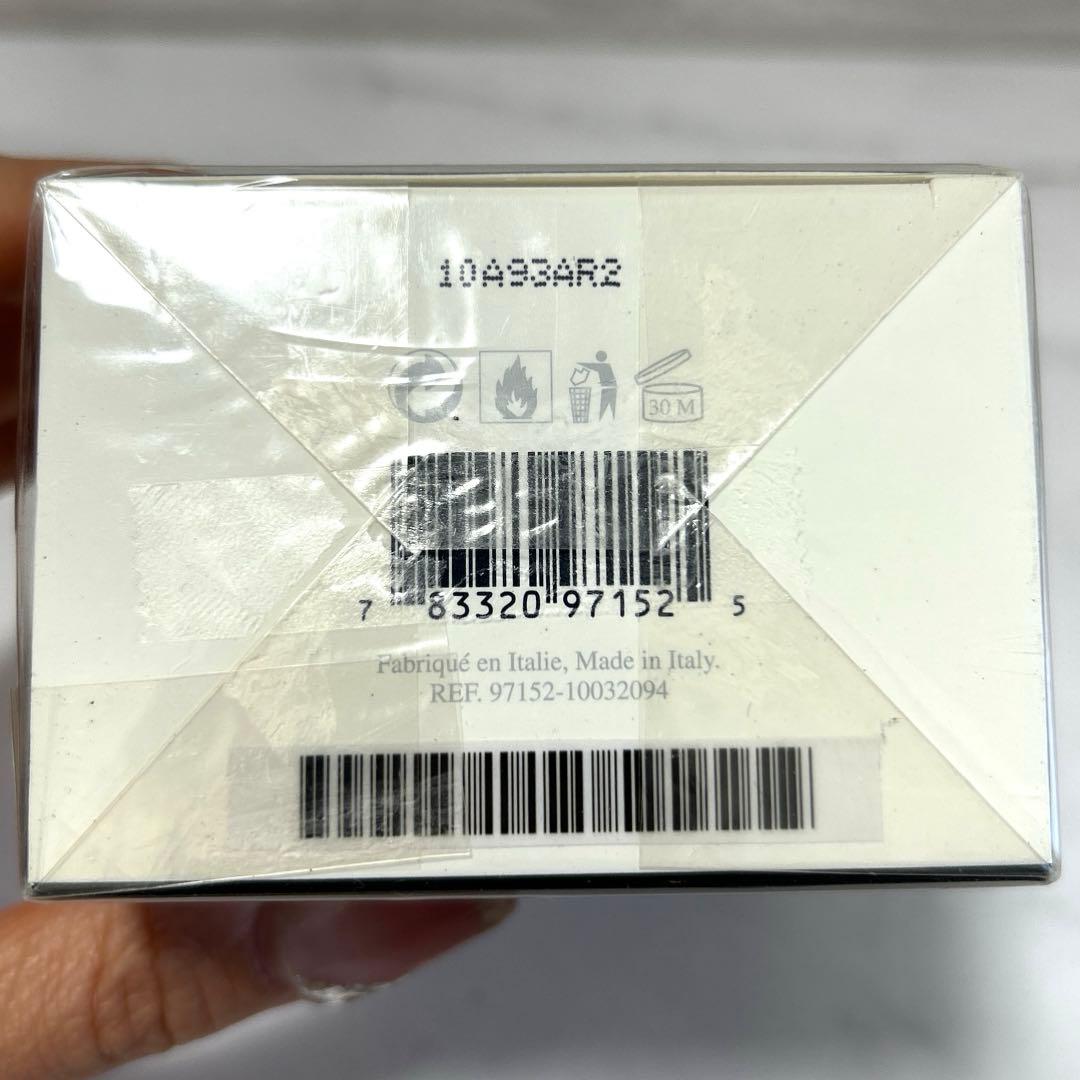 10A93AR2
30 M
7 83320 97152 5
Fabriqué en Italie, Made in Italy.
REF. 97152-10032094